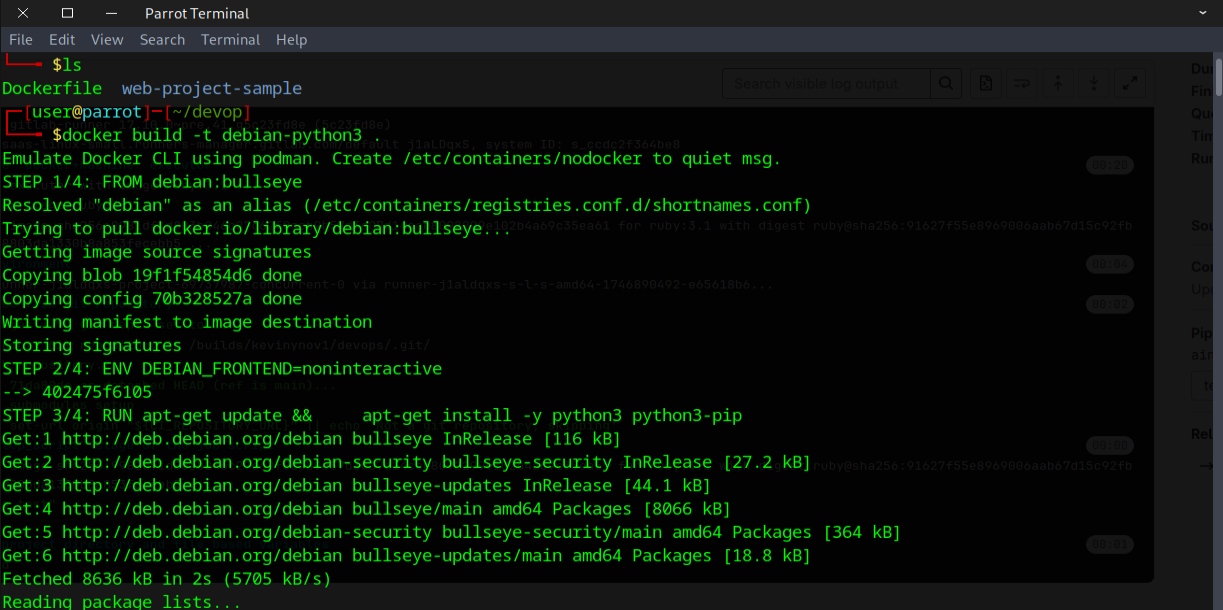 Parrot Terminal
File Edit View Search Terminal Help
$ls
Dockerfile web-project-sample
[user@parrot]─[~/devop]
$docker build -t debian-python3 .
Emulate Docker CLI using podman. Create /etc/containers/nodocker to quiet msg.
STEP 1/4: FROM debian:bullseye
Resolved "debian" as an alias (/etc/containers/registries.conf.d/shortnames.conf)
Trying to pull docker.io/library/debian:bullseye...
Getting image source signatures
Copying blob 19f1f54854d6 done
Copying config 70b328527a done
Writing manifest to image destination
Storing signatures
STEP 2/4: ENV DEBIAN_FRONTEND=noninteractive
--> 402475f6105
STEP 3/4: RUN apt-get update &&     apt-get install -y python3 python3-pip
Get:1 http://deb.debian.org/debian bullseye InRelease [116 kB]
Get:2 http://deb.debian.org/debian-security bullseye-security InRelease [27.2 kB]
Get:3 http://deb.debian.org/debian bullseye-updates InRelease [44.1 kB]
Get:4 http://deb.debian.org/debian bullseye/main amd64 Packages [8066 kB]
Get:5 http://deb.debian.org/debian-security bullseye-security/main amd64 Packages [364 kB]
Get:6 http://deb.debian.org/debian bullseye-updates/main amd64 Packages [18.8 kB]
Fetched 8636 kB in 2s (5705 kB/s)
Reading package lists...
Search visible log output